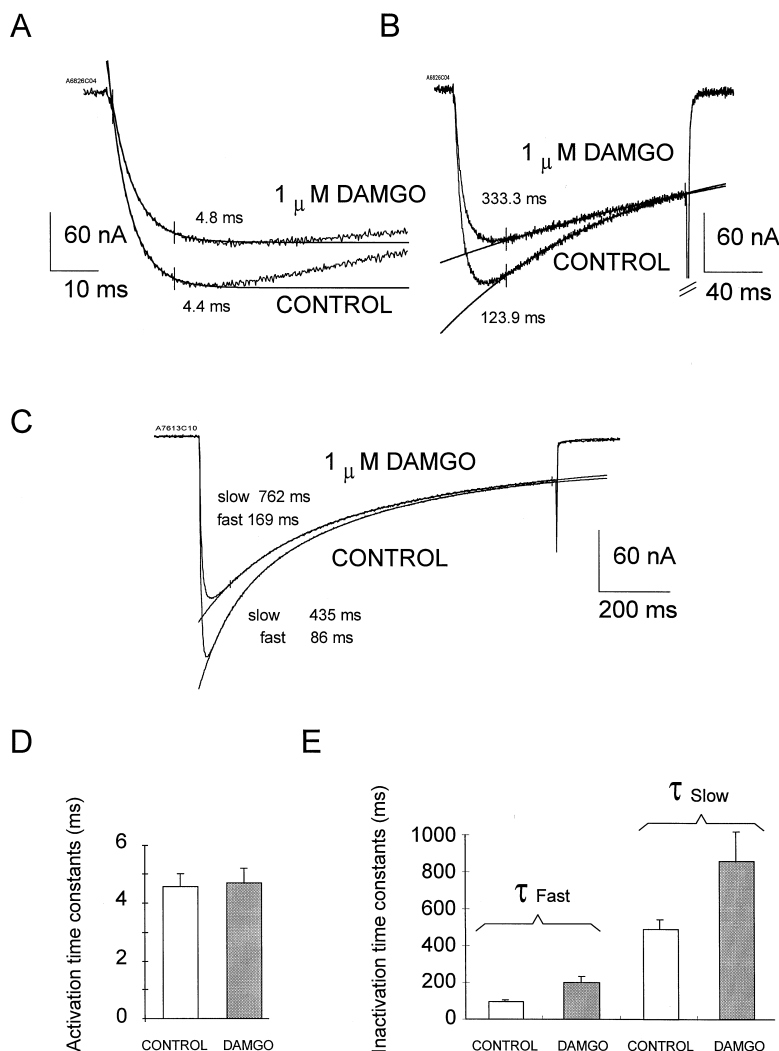 A
B
A6826C04
A6826C04
1 μ M DAMGO
1 μ M DAMGO
4.8 ms
333.3 ms
60 nA
60 nA
CONTROL
10 ms
4.4 ms
CONTROL
40 ms
123.9 ms
C
A7613C10
1 μ M DAMGO
slow 762 ms
fast 169 ms
CONTROL
60 nA
200 ms
slow 435 ms
fast 86 ms
D
E
Activation time constants (ms)
6
4
2
0
CONTROL DAMGO
Inactivation time constants (ms)
τ Slow
τ Fast
1000
800
600
400
200
0
CONTROL DAMGO CONTROL DAMGO